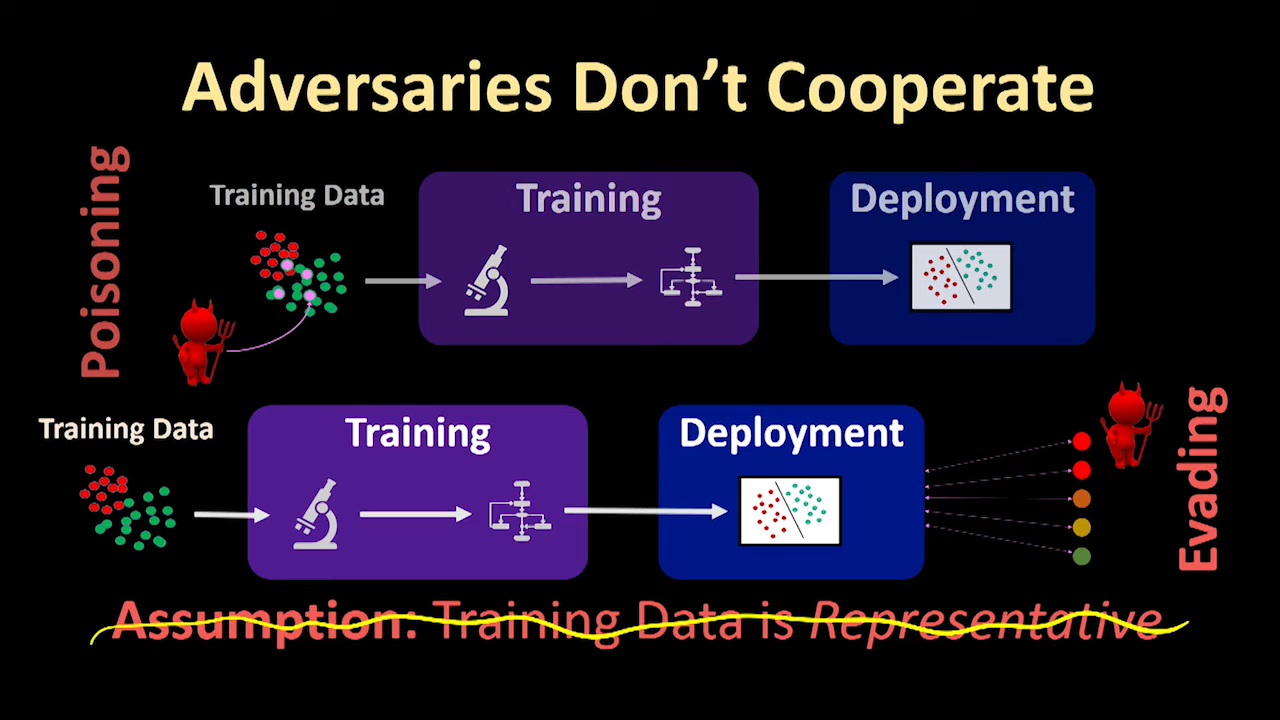 Adversaries Don’t Cooperate
Poisoning
Training Data
Training
Deployment
Training Data
Training
Deployment
Evading
Assumption: Training Data is Representative